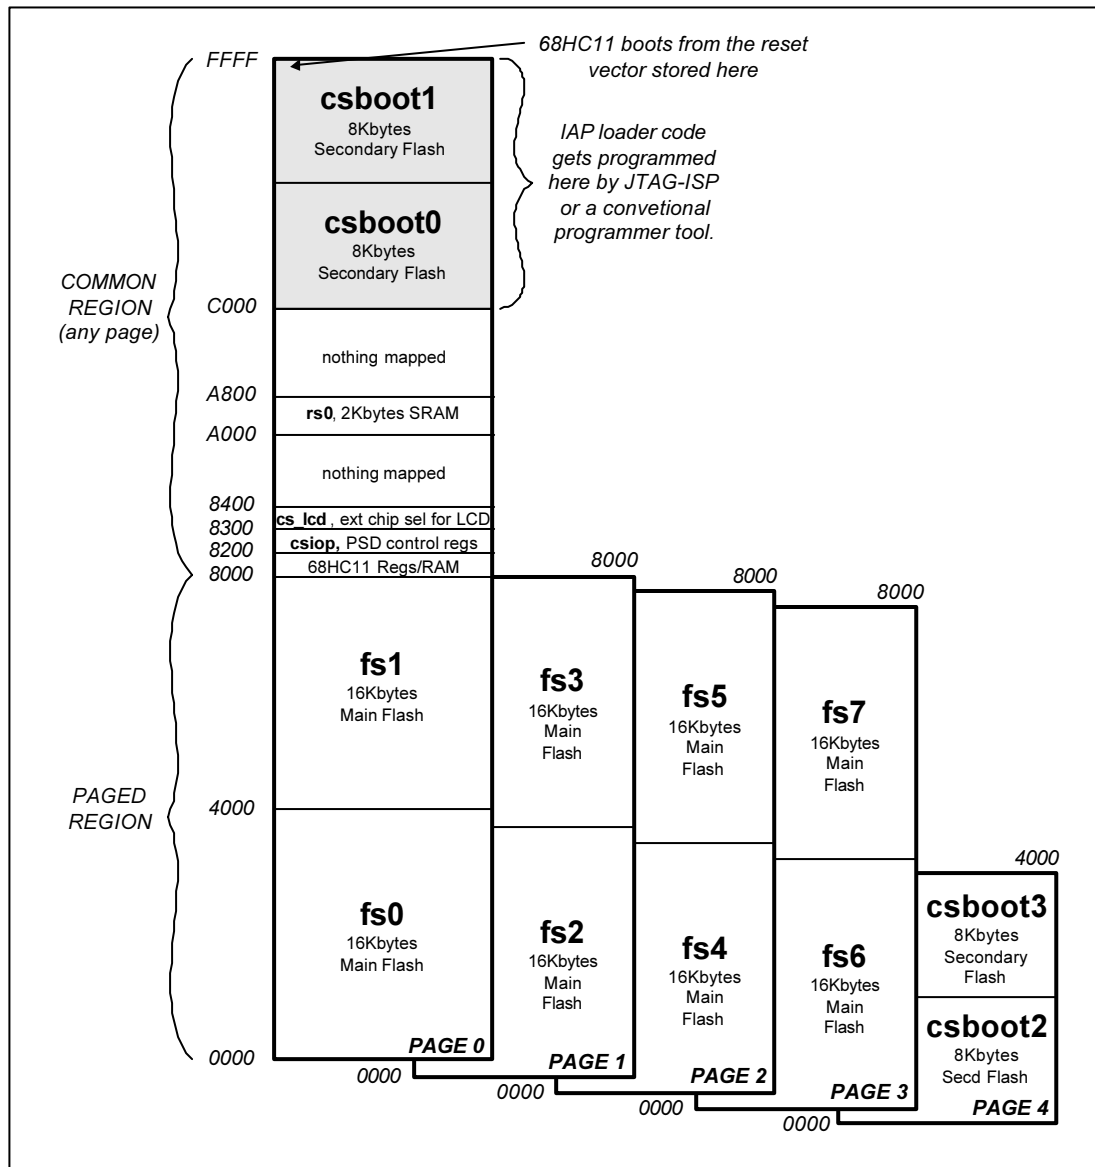 68HC11 boots from the reset
vector stored here
FFFF
csboot1
8Kbytes
Secondary Flash
IAP loader code
gets programmed
here by JTAG-ISP
or a convetional
programmer tool.
csboot0
8Kbytes
Secondary Flash
COMMON
REGION
(any page)
C000
nothing mapped
A800
rs0, 2Kbytes SRAM
A000
nothing mapped
8400
cs_lcd , ext chip sel for LCD
8300
csiop, PSD control regs
8200
68HC11 Regs/RAM
8000
8000
8000
8000
fs1
16Kbytes
Main Flash
fs3
16Kbytes
Main
Flash
fs5
16Kbytes
Main
Flash
fs7
16Kbytes
Main
Flash
PAGED
REGION
4000
4000
fs0
16Kbytes
Main Flash
fs2
16Kbytes
Main
Flash
fs4
16Kbytes
Main
Flash
fs6
16Kbytes
Main
Flash
csboot3
8Kbytes
Secondary
Flash
csboot2
8Kbytes
Secd Flash
0000
PAGE 0
0000
PAGE 1
0000
PAGE 2
0000
PAGE 3
0000
PAGE 4